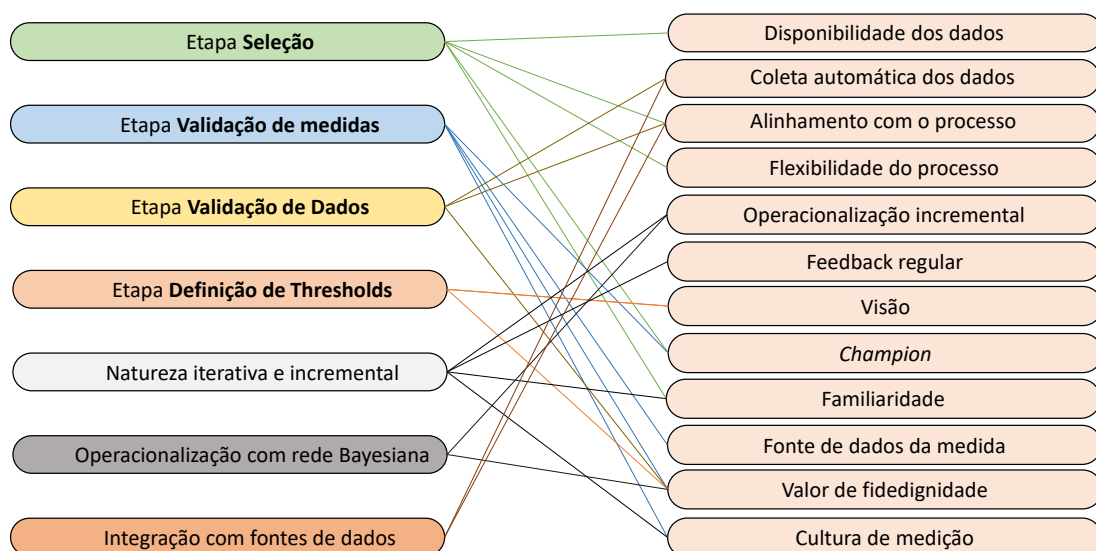 Etapa Seleção
Etapa Validação de medidas
Etapa Validação de Dados
Etapa Definição de Thresholds
Natureza iterativa e incremental
Operacionalização com rede Bayesiana
Integração com fontes de dados
Disponibilidade dos dados
Coleta automática dos dados
Alinhamento com o processo
Flexibilidade do processo
Operacionalização incremental
Feedback regular
Visão
Champion
Familiaridade
Fonte de dados da medida
Valor de fidedignidade
Cultura de medição